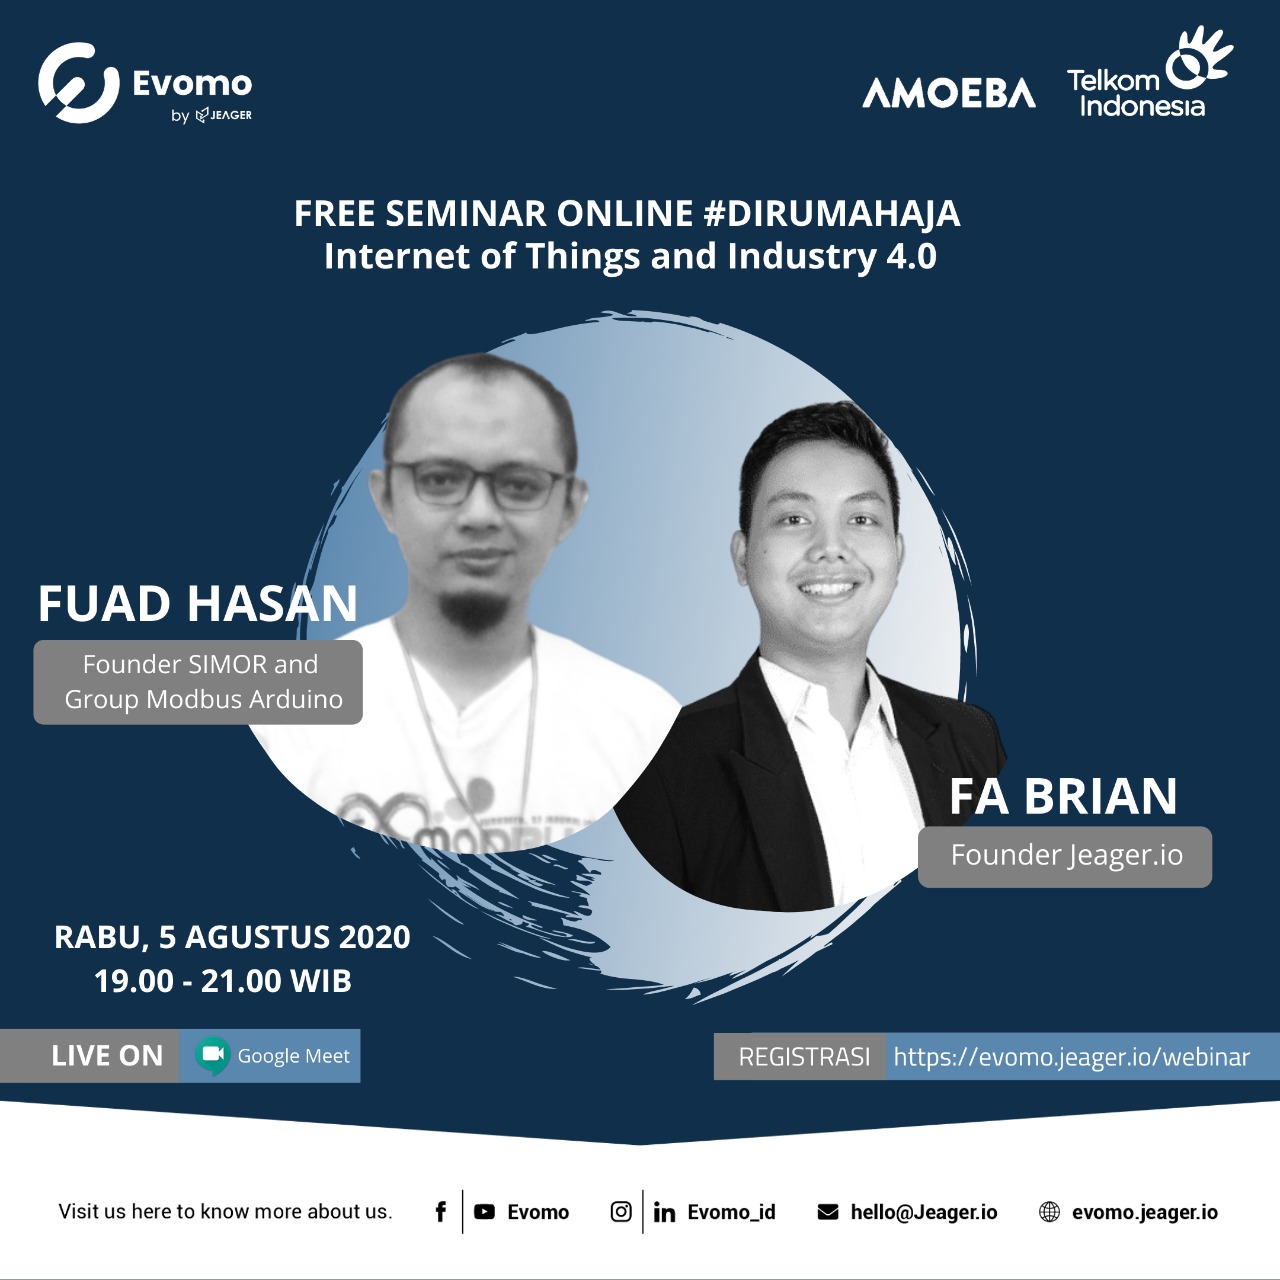 Evomo
by JEAGER
AMOEBA
Telkom
Indonesia
FREE SEMINAR ONLINE #DIRUMAHAJA
Internet of Things and Industry 4.0
FUAD HASAN
Founder SIMOR and
Group Modbus Arduino
FA BRIAN
Founder Jeager.io
RABU, 5 AGUSTUS 2020
19.00 - 21.00 WIB
LIVE ON Google Meet
REGISTRASI https://evomo.jeager.io/webinar
Visit us here to know more about us. Evomo Evomo_id hello@Jeager.io evomo.jeager.io